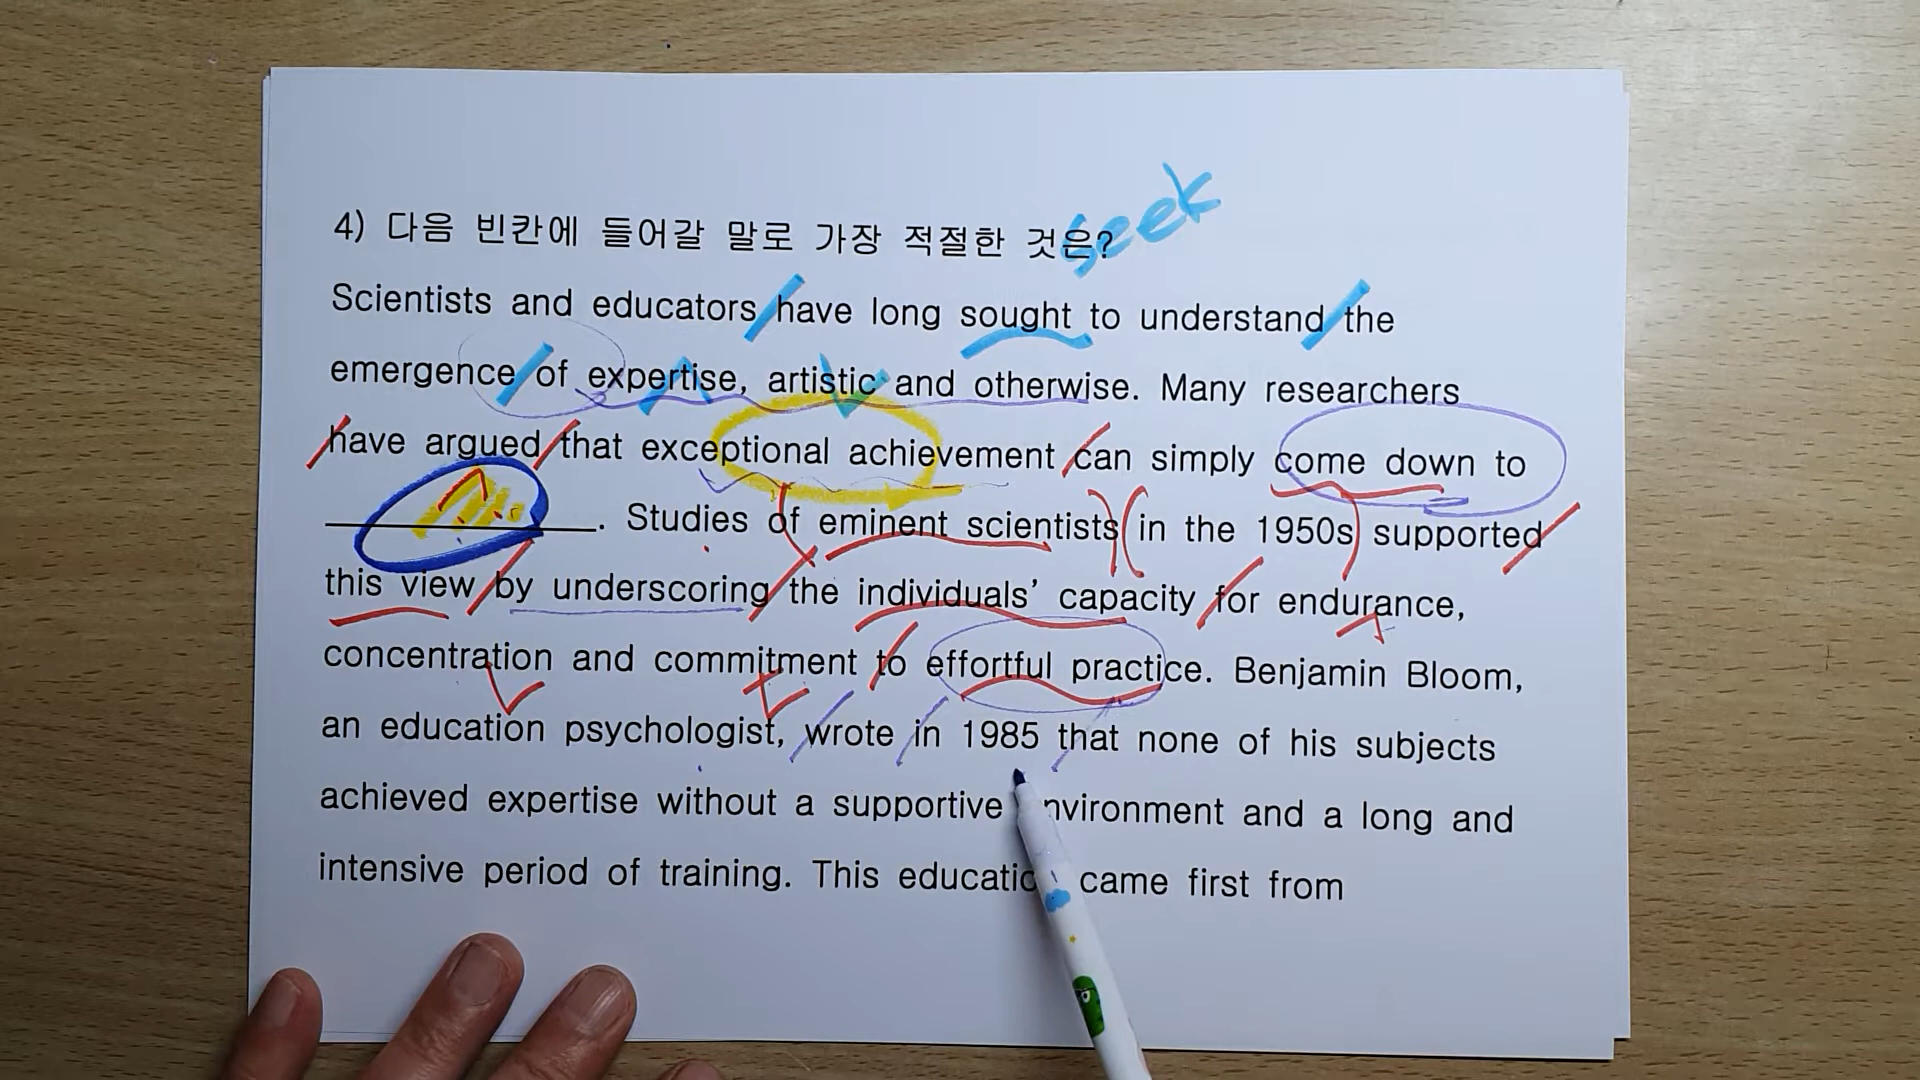 seek
4) 다음 빈칸에 들어갈 말로 가장 적절한 것은?
Scientists and educators have long sought to understand the
emergence of expertise, artistic and otherwise. Many researchers
have argued that exceptional achievement can simply come down to
____________. Studies of eminent scientists in the 1950s supported
this view by underscoring the individuals' capacity for endurance,
concentration and commitment to effortful practice. Benjamin Bloom,
an education psychologist, wrote in 1985 that none of his subjects
achieved expertise without a supportive nvironment and a long and
intensive period of training. This educatio came first from